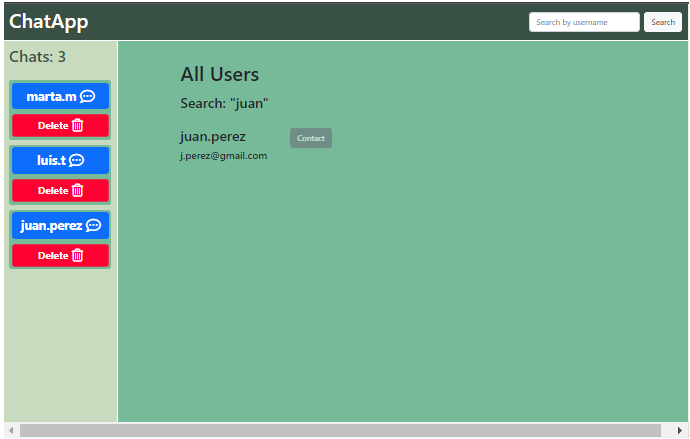 ChatApp
Search by username
Search
Chats: 3
marta.m
Delete
luis.t
Delete
juan.perez
Delete
All Users
Search: "juan"
juan.perez
Contact
j.perez@gmail.com